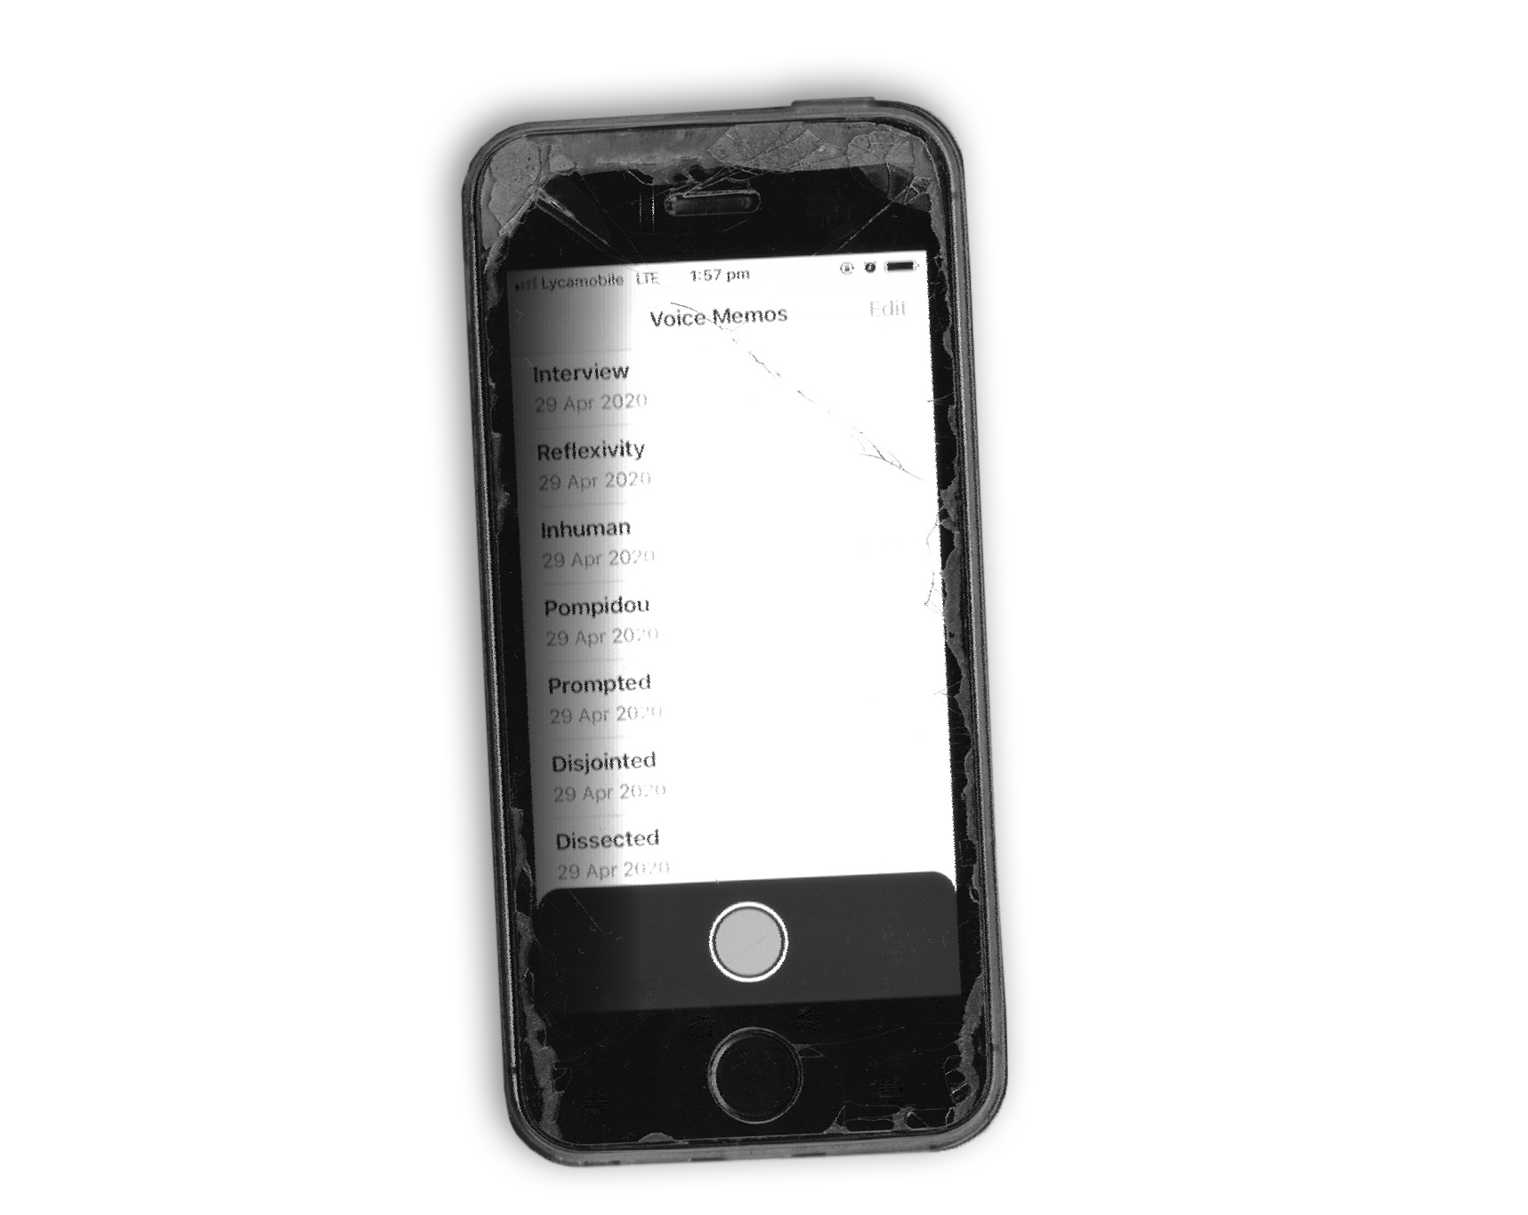 Lycamobile LTE 1:57 pm
Voice Memos Edit
Interview
29 Apr 2020
Reflexivity
29 Apr 2020
Inhuman
29 Apr 2020
Pompidou
29 Apr 2020
Prompted
29 Apr 2020
Disjointed
29 Apr 2020
Dissected
29 Apr 2020